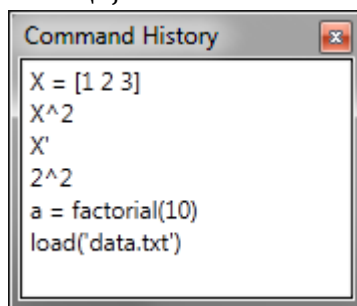 Command History
X = [1 2 3]
X^2
X'
2^2
a = factorial(10)
load('data.txt')